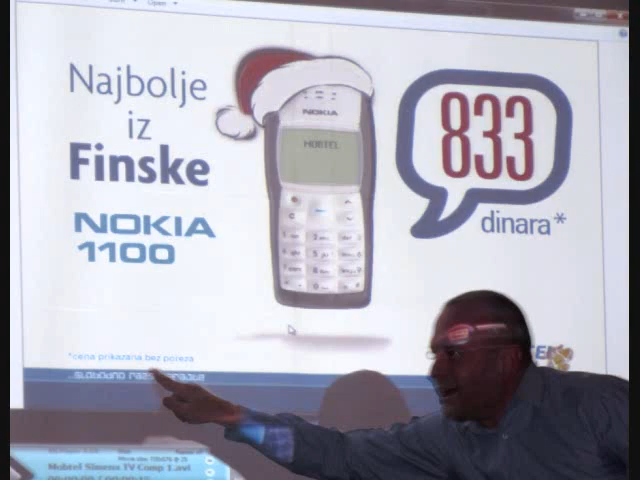 Open
Najbolje
iz
Finske
NOKIA
1100
NOKIA
MOBTEL
833
dinara*
*cena prikazana bez poreza
Mobtel Simens TV Comp 1.avi